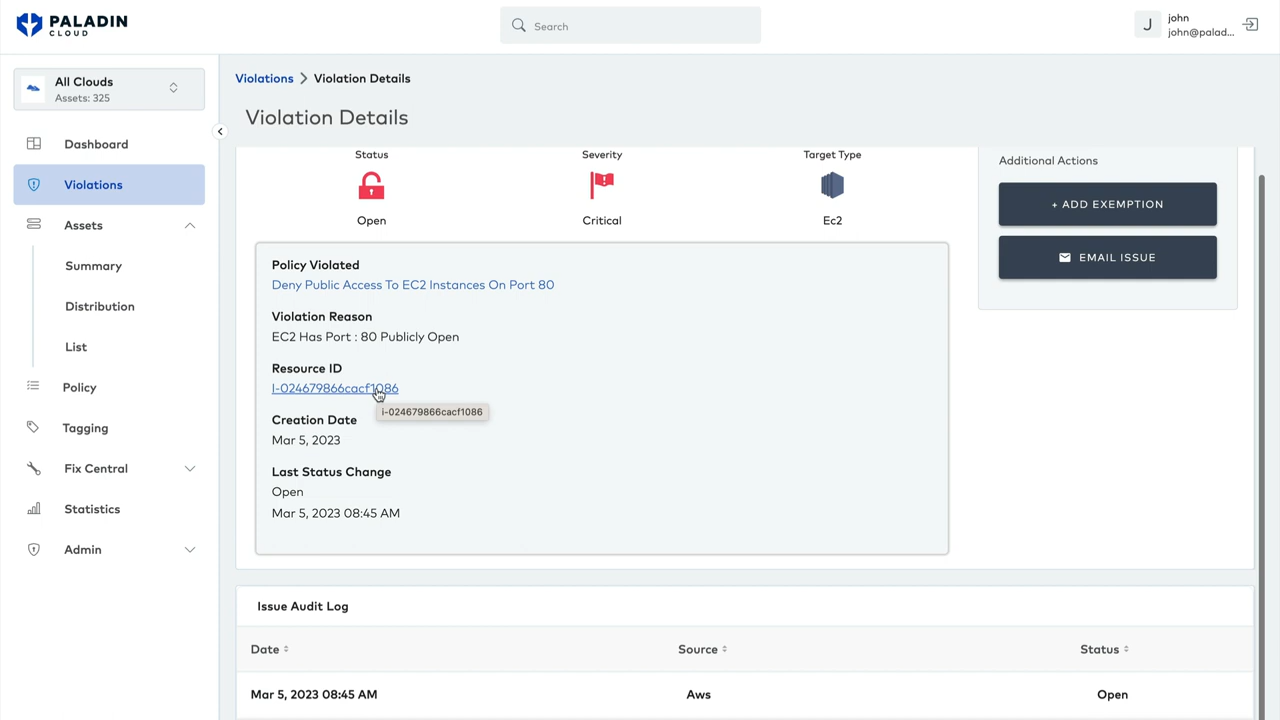 PALADIN
CLOUD
Search
J
john
john@palad...
All Clouds
Assets: 325
Dashboard
Violations
Assets
Summary
Distribution
List
Policy
Tagging
Fix Central
Statistics
Admin
Violations > Violation Details
Violation Details
Status
Severity
Target Type
Open
Critical
Ec2
Policy Violated
Deny Public Access To EC2 Instances On Port 80
Violation Reason
EC2 Has Port : 80 Publicly Open
Resource ID
I-024679866cacf1086
i-024679866cacf1086
Creation Date
Mar 5, 2023
Last Status Change
Open
Mar 5, 2023 08:45 AM
Additional Actions
+ ADD EXEMPTION
EMAIL ISSUE
Issue Audit Log
Date
Source
Status
Mar 5, 2023 08:45 AM
Aws
Open